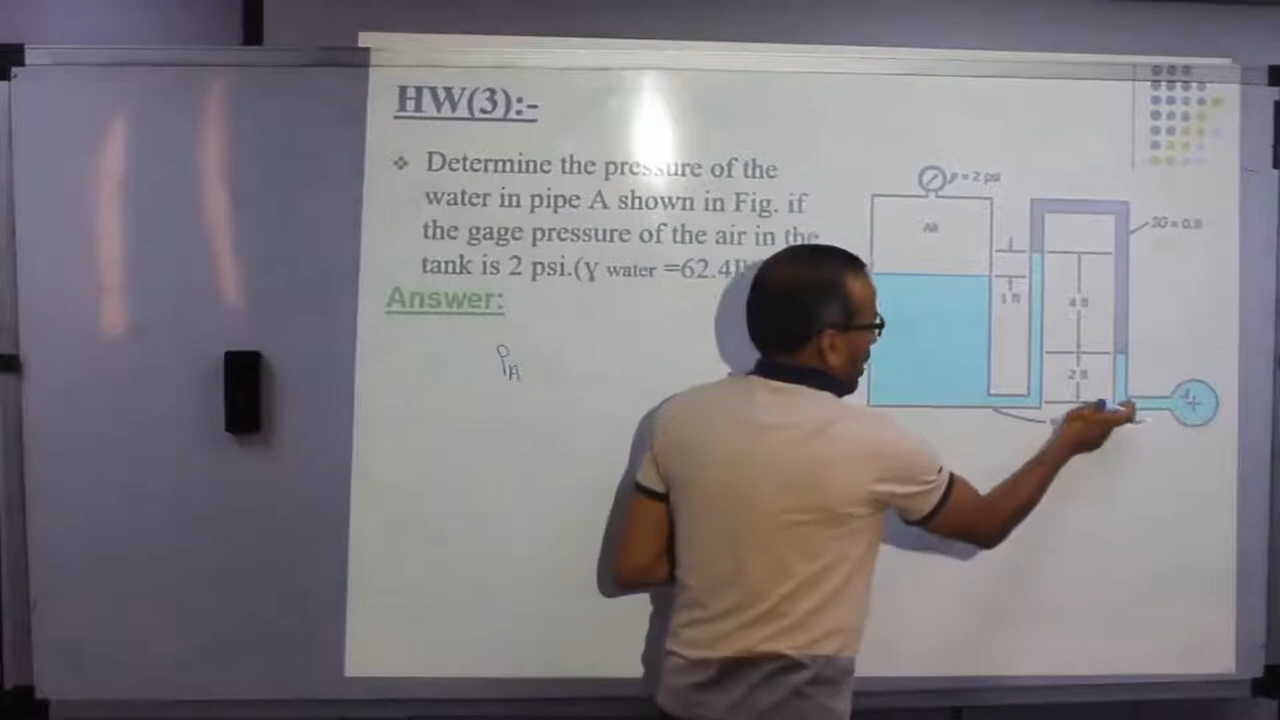 HW(3):-
Determine the pressure of the
water in pipe A shown in Fig. if
the gage pressure of the air in the
tank is 2 psi.(γ water =62.4
Answer:
PA
p = 2 psi
Air
SG = 0.9
1 ft
4 ft
2 ft
A